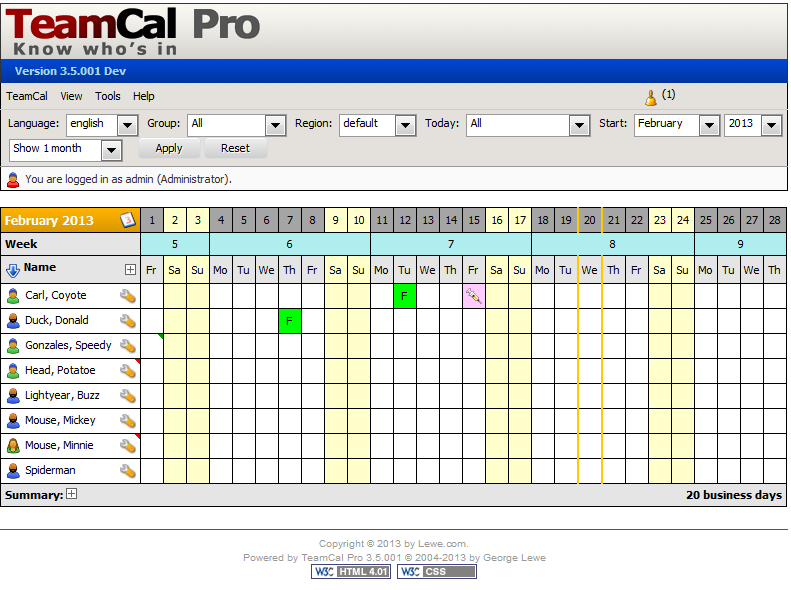 TeamCal Pro
Know who's in
Version 3.5.001 Dev
TeamCal View Tools Help (1)
Language: english Group: All Region: default Today: All Start: February 2013
Show 1 month Apply Reset
You are logged in as admin (Administrator).
February 2013 3 1 2 3 4 5 6 7 8 9 10 11 12 13 14 15 16 17 18 19 20 21 22 23 24 25 26 27 28
Week 5 6 7 8 9
Name Fr Sa Su Mo Tu We Th Fr Sa Su Mo Tu We Th Fr Sa Su Mo Tu We Th Fr Sa Su Mo Tu We Th
Carl, Coyote F
Duck, Donald F
Gonzales, Speedy
Head, Potatoe
Lightyear, Buzz
Mouse, Mickey
Mouse, Minnie
Spiderman
Summary: 20 business days
Copyright © 2013 by Lewe.com.
Powered by TeamCal Pro 3.5.001 © 2004-2013 by George Lewe
W3C HTML 4.01 W3C CSS